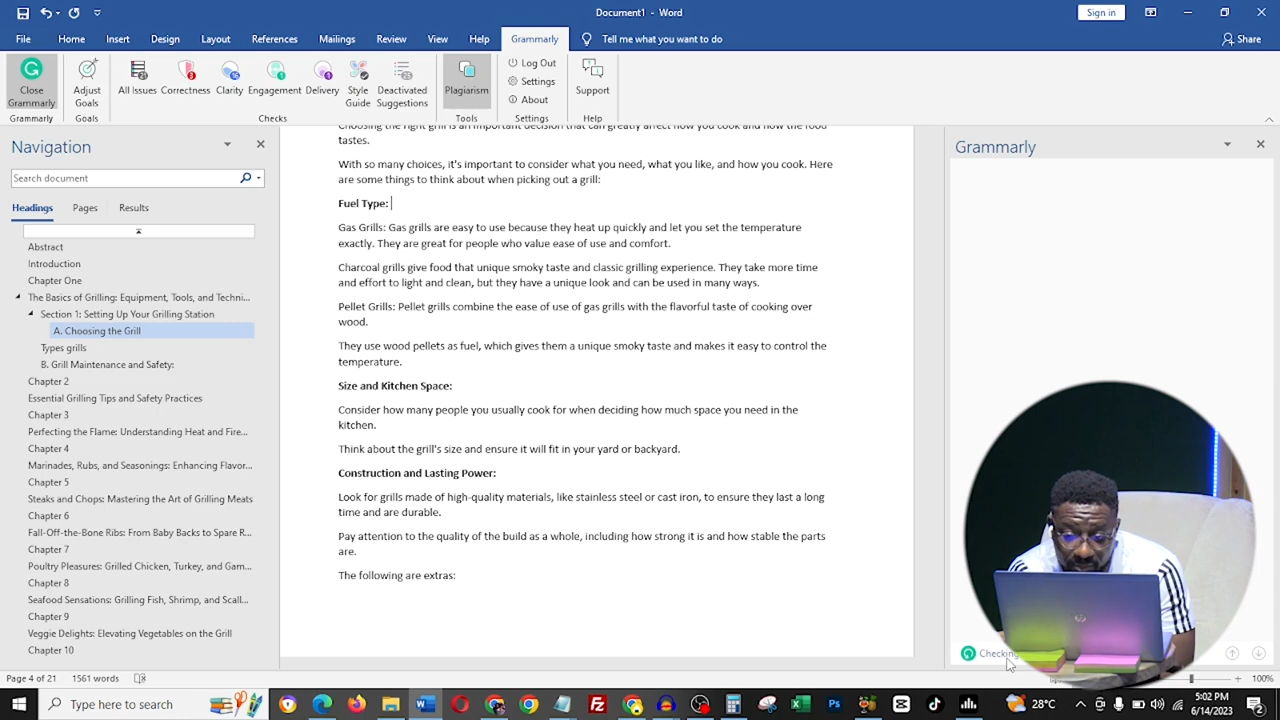 Document1 - Word
Sign in
File Home Insert Design Layout References Mailings Review View Help Grammarly Tell me what you want to do
Share
Close Grammarly
Adjust Goals
All Issues
Correctness
Clarity
Engagement
Delivery
Style Guide
Deactivated Suggestions
Plagiarism
Log Out
Settings
About
Support
Grammarly
Goals
Checks
Tools
Settings
Help
Navigation
Search document
Headings Pages Results
Abstract
Introduction
Chapter One
The Basics of Grilling: Equipment, Tools, and Techni...
Section 1: Setting Up Your Grilling Station
A. Choosing the Grill
Types grills
B. Grill Maintenance and Safety:
Chapter 2
Essential Grilling Tips and Safety Practices
Chapter 3
Perfecting the Flame: Understanding Heat and Fire...
Chapter 4
Marinades, Rubs, and Seasonings: Enhancing Flavor...
Chapter 5
Steaks and Chops: Mastering the Art of Grilling Meats
Chapter 6
Fall-Off-the-Bone Ribs: From Baby Backs to Spare R...
Chapter 7
Poultry Pleasures: Grilled Chicken, Turkey, and Gam...
Chapter 8
Seafood Sensations: Grilling Fish, Shrimp, and Scall...
Chapter 9
Veggie Delights: Elevating Vegetables on the Grill
Chapter 10
Choosing the right grill is an important decision that can greatly affect how you cook and how the food
tastes.
With so many choices, it's important to consider what you need, what you like, and how you cook. Here
are some things to think about when picking out a grill:
Fuel Type:
Gas Grills: Gas grills are easy to use because they heat up quickly and let you set the temperature
exactly. They are great for people who value ease of use and comfort.
Charcoal grills give food that unique smoky taste and classic grilling experience. They take more time
and effort to light and clean, but they have a unique look and can be used in many ways.
Pellet Grills: Pellet grills combine the ease of use of gas grills with the flavorful taste of cooking over
wood.
They use wood pellets as fuel, which gives them a unique smoky taste and makes it easy to control the
temperature.
Size and Kitchen Space:
Consider how many people you usually cook for when deciding how much space you need in the
kitchen.
Think about the grill's size and ensure it will fit in your yard or backyard.
Construction and Lasting Power:
Look for grills made of high-quality materials, like stainless steel or cast iron, to ensure they last a long
time and are durable.
Pay attention to the quality of the build as a whole, including how strong it is and how stable the parts
are.
The following are extras:
Grammarly
Checking
Page 4 of 21 1561 words
100%
Type here to search
28°C
5:02 PM
6/14/2023